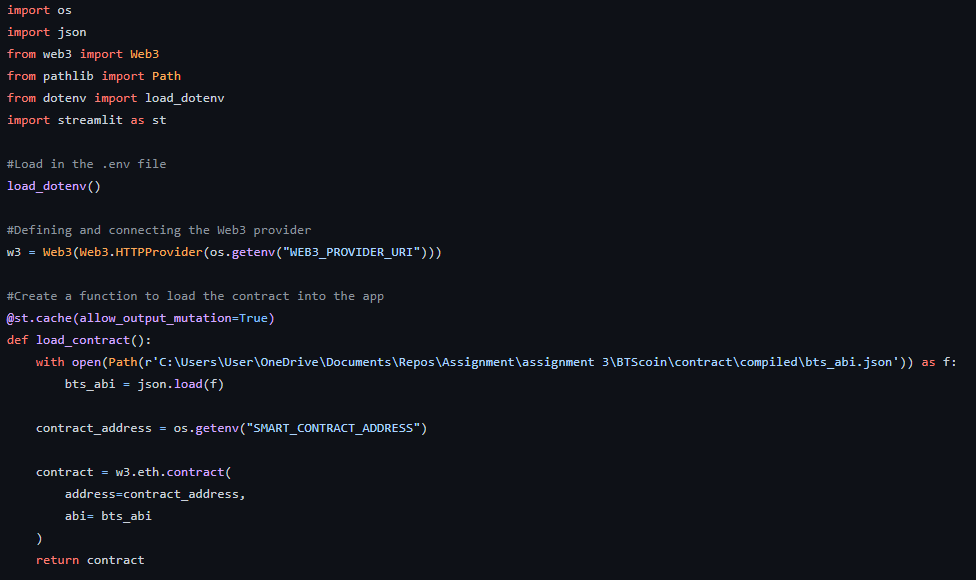 import os
import json
from web3 import Web3
from pathlib import Path
from dotenv import load_dotenv
import streamlit as st
#Load in the .env file
load_dotenv()
#Defining and connecting the Web3 provider
w3 = Web3(Web3.HTTPProvider(os.getenv("WEB3_PROVIDER_URI")))
#Create a function to load the contract into the app
@st.cache(allow_output_mutation=True)
def load_contract():
    with open(Path(r'C:\Users\User\OneDrive\Documents\Repos\Assignment\assignment 3\BTScoin\contract\compiled\bts_abi.json')) as f:
        bts_abi = json.load(f)
    contract_address = os.getenv("SMART_CONTRACT_ADDRESS")
    contract = w3.eth.contract(
        address=contract_address,
        abi= bts_abi
    )
    return contract